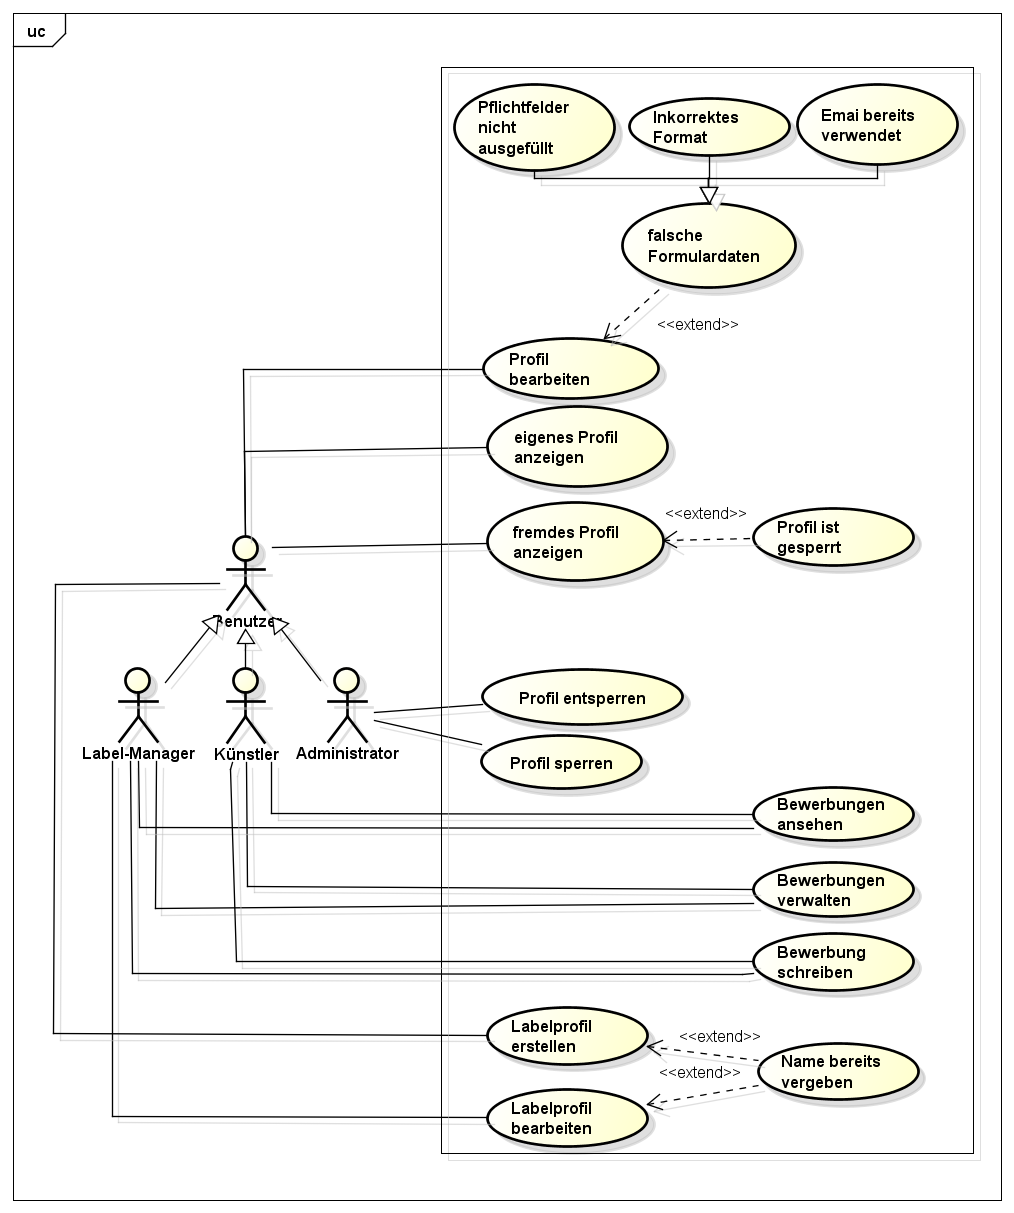 uc
Pflichtfelder
nicht
ausgefüllt
Inkorrektes
Format
Emai bereits
verwendet
falsche
Formulardaten
<<extend>>
Profil
bearbeiten
eigenes Profil
anzeigen
fremdes Profil
anzeigen
<<extend>>
Profil ist
gesperrt
Benutzer
Label-Manager
Künstler
Administrator
Profil entsperren
Profil sperren
Bewerbungen
ansehen
Bewerbungen
verwalten
Bewerbung
schreiben
Labelprofil
erstellen
<<extend>>
Name bereits
vergeben
<<extend>>
Labelprofil
bearbeiten